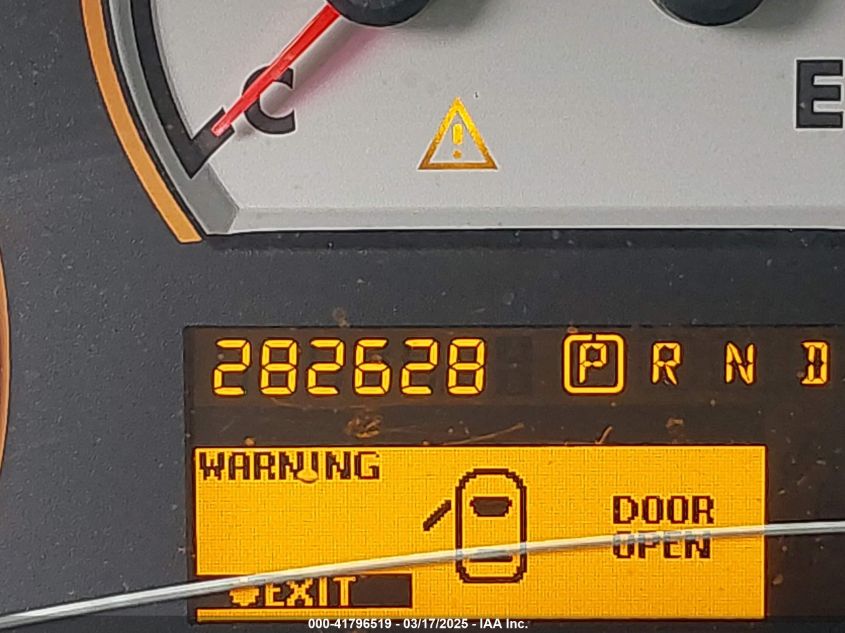 C
E
282628 P R N D
WARNING
DOOR
OPEN
EXIT
000-41796519 - 03/17/2025 - IAA Inc.